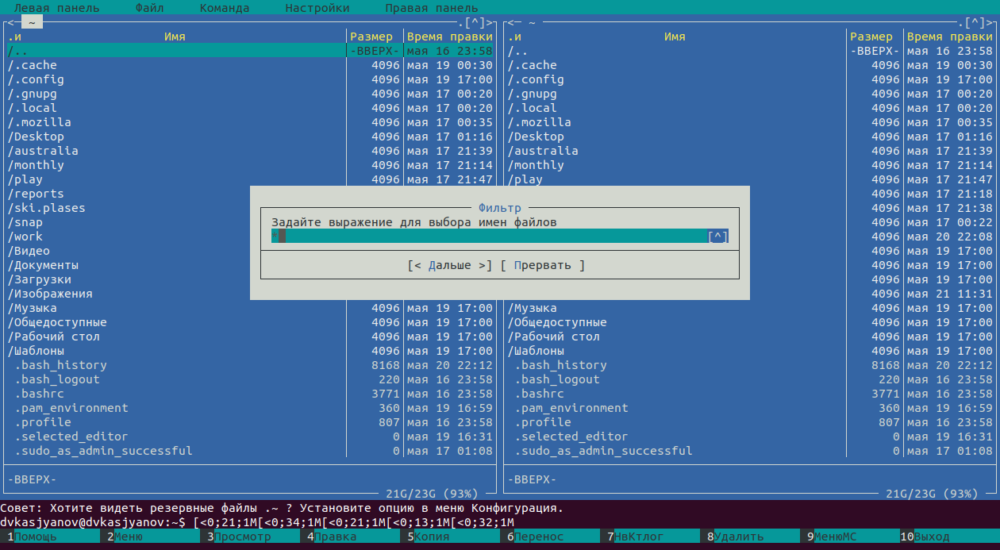 Левая панель Файл Команда Настройки Правая панель
<- ~ .[^]> <- ~ .[^]>
.и Имя Размер Время правки .и Имя Размер Время правки
/.. -ВВЕРХ- мая 16 23:58 /.. -ВВЕРХ- мая 16 23:58
/.cache 4096 мая 19 00:30 /.cache 4096 мая 19 00:30
/.config 4096 мая 19 17:00 /.config 4096 мая 19 17:00
/.gnupg 4096 мая 17 00:20 /.gnupg 4096 мая 17 00:20
/.local 4096 мая 17 00:20 /.local 4096 мая 17 00:20
/.mozilla 4096 мая 17 00:35 /.mozilla 4096 мая 17 00:35
/Desktop 4096 мая 17 01:16 /Desktop 4096 мая 17 01:16
/australia 4096 мая 17 21:39 /australia 4096 мая 17 21:39
/monthly 4096 мая 17 21:14 /monthly 4096 мая 17 21:14
/play 4096 мая 17 21:47 /play 4096 мая 17 21:47
/reports 4096 мая 17 21:18
/ski.plases Фильтр 4096 мая 17 21:38
/snap Задайте выражение для выбора имен файлов 4096 мая 17 00:22
/work * [^] 4096 мая 20 22:08
/Видео 4096 мая 19 17:00
/Документы [< Дальше >] [ Прервать ] 4096 мая 19 17:00
/Загрузки 4096 мая 19 17:00
/Изображения 4096 мая 21 11:31
/Музыка 4096 мая 19 17:00 /Музыка 4096 мая 19 17:00
/Общедоступные 4096 мая 19 17:00 /Общедоступные 4096 мая 19 17:00
/Рабочий стол 4096 мая 19 17:00 /Рабочий стол 4096 мая 19 17:00
/Шаблоны 4096 мая 19 17:00 /Шаблоны 4096 мая 19 17:00
.bash_history 8168 мая 20 22:12 .bash_history 8168 мая 20 22:12
.bash_logout 220 мая 16 23:58 .bash_logout 220 мая 16 23:58
.bashrc 3771 мая 16 23:58 .bashrc 3771 мая 16 23:58
.pam_environment 360 мая 19 16:59 .pam_environment 360 мая 19 16:59
.profile 807 мая 16 23:58 .profile 807 мая 16 23:58
.selected_editor 0 мая 19 16:31 .selected_editor 0 мая 19 16:31
.sudo_as_admin_successful 0 мая 17 01:08 .sudo_as_admin_successful 0 мая 17 01:08
-ВВЕРХ- -ВВЕРХ-
21G/23G (93%) 21G/23G (93%)
Совет: Хотите видеть резервные файлы .~ ? Установите опцию в меню Конфигурация.
dvkasjyanov@dvkasjyanov:~$ [<0;21;1M[<0;34;1M[<0;21;1M[<0;13;1M[<0;32;1M
1Помощь 2Меню 3Просмотр 4Правка 5Копия 6Перенос 7НвКтлог 8Удалить 9МенюМС 10Выход